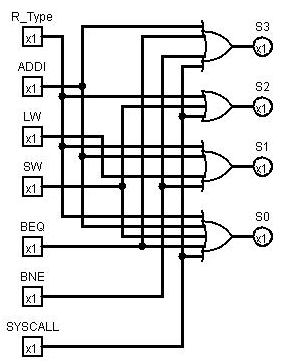 R_Type
x1
ADDI
x1
LW
x1
SW
x1
BEQ
x1
BNE
x1
SYSCALL
x1
S3
x1
S2
x1
S1
x1
S0
x1